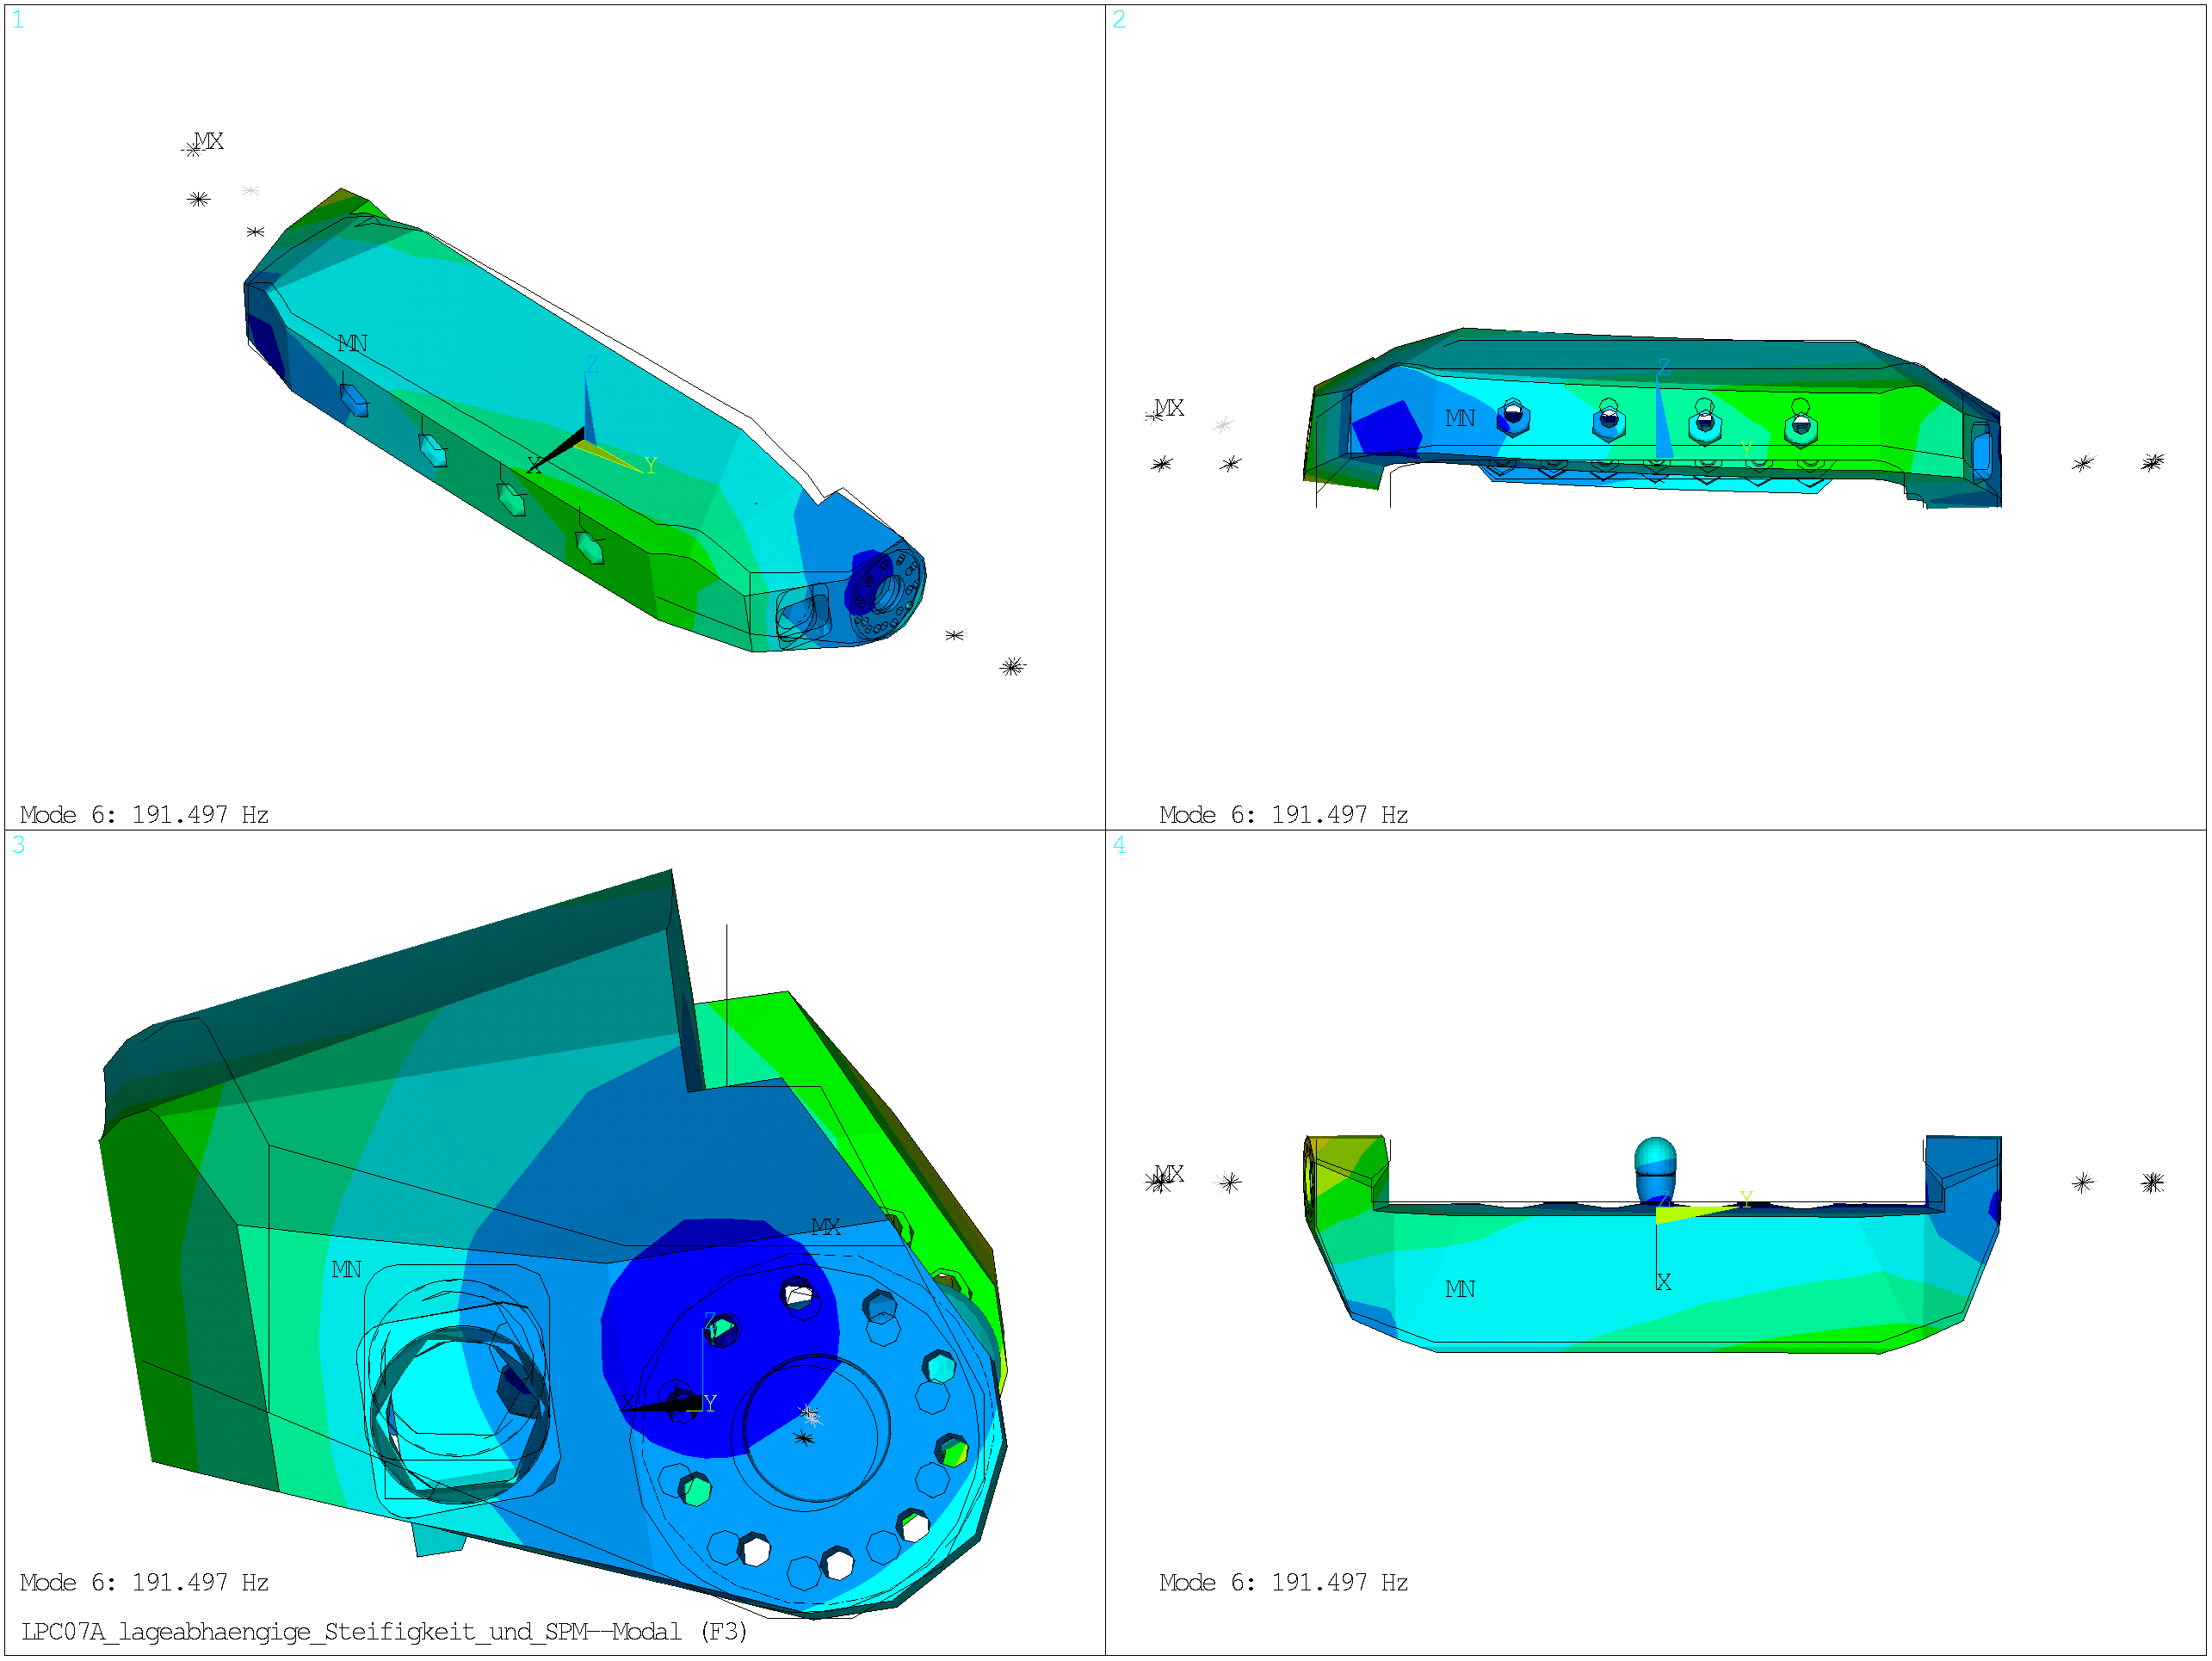 1
MX
MN
Z
X
Y
Mode 6: 191.497 Hz
2
MX
MN
Z
Y
Mode 6: 191.497 Hz
3
MX
MN
Z
X
Y
Mode 6: 191.497 Hz
LPC07A_lageabhaengige_Steifigkeit_und_SPM--Modal (F3)
4
MX
MN
Y
X
Mode 6: 191.497 Hz